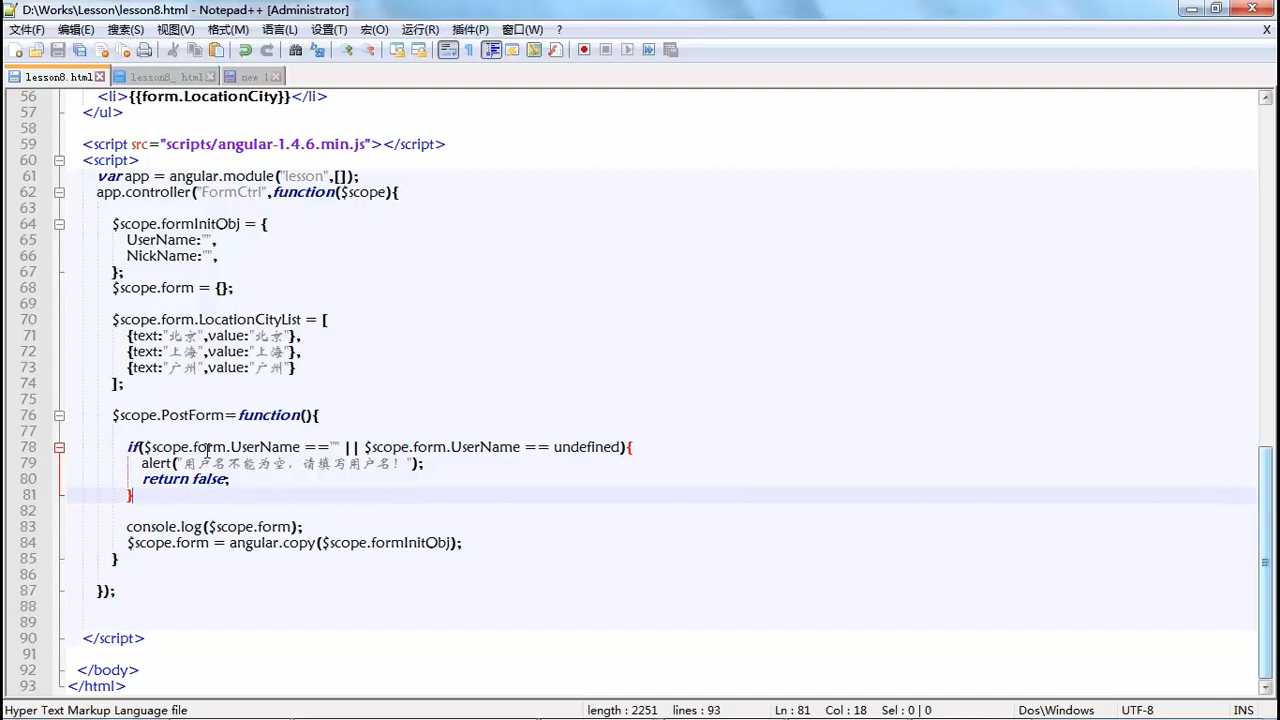 D:\Works\Lesson\lesson8.html - Notepad++ [Administrator]
文件(F) 编辑(E) 搜索(S) 视图(V) 格式(M) 语言(L) 设置(T) 宏(O) 运行(R) 插件(P) 窗口(W) ? X
lesson8.html lesson8_.html new 1
56 <li>{{form.LocationCity}}</li>
57 </ul>
58
59 <script src="scripts/angular-1.4.6.min.js"></script>
60 <script>
61 var app = angular.module("lesson",[]);
62 app.controller("FormCtrl",function($scope){
63
64 $scope.formInitObj = {
65 UserName:"",
66 NickName:"",
67 };
68 $scope.form = {};
69
70 $scope.form.LocationCityList = [
71 {text:"北京",value:"北京"},
72 {text:"上海",value:"上海"},
73 {text:"广州",value:"广州"}
74 ];
75
76 $scope.PostForm=function(){
77
78 if($scope.form.UserName =="" || $scope.form.UserName == undefined){
79 alert("用户名不能为空，请填写用户名！");
80 return false;
81 }
82
83 console.log($scope.form);
84 $scope.form = angular.copy($scope.formInitObj);
85 }
86
87 });
88
89
90 </script>
91
92 </body>
93 </html>
Hyper Text Markup Language file length : 2251 lines : 93 Ln : 81 Col : 18 Sel : 0 | 0 Dos\Windows UTF-8 INS